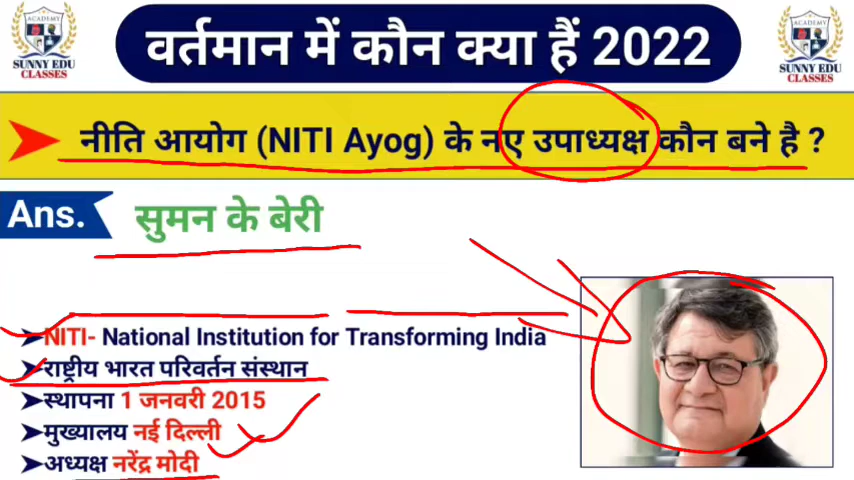 ACADEMY
SUNNY EDU
CLASSES
वर्तमान में कौन क्या हैं 2022
ACADEMY
SUNNY EDU
CLASSES
नीति आयोग (NITI Ayog) के नए उपाध्यक्ष कौन बने है ?
Ans. सुमन के बेरी
NITI- National Institution for Transforming India
राष्ट्रीय भारत परिवर्तन संस्थान
स्थापना 1 जनवरी 2015
मुख्यालय नई दिल्ली
अध्यक्ष नरेंद्र मोदी